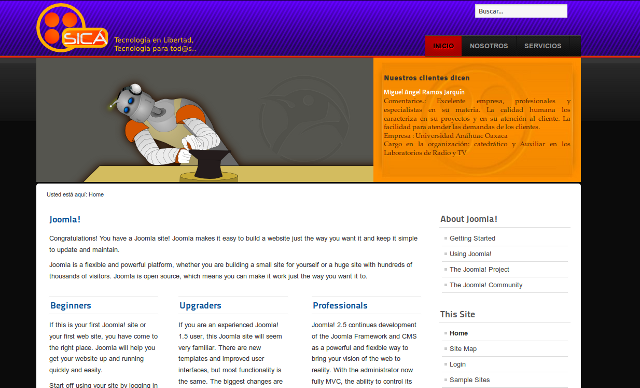 SICÁ
Tecnología en Libertad,
Tecnología para tod@s...
Buscar...
INICIO
NOSOTROS
SERVICIOS
Nuestros clientes dicen
Miguel Angel Ramos Jarquín
Comentarios. Excelente empresa, profesionales y
especialistas en su materia. La calidad humana los
caracteriza en su proyectos y en su atención al cliente. La
facilidad para atender las demandas de los clientes.
Empresa : Universidad Anáhuac Oaxaca
Cargo en la organización: catedrático y Auxiliar en los
Laboratorios de Radio y TV
Usted está aquí: Home
Joomla!
Congratulations! You have a Joomla site! Joomla makes it easy to build a website just the way you want it and keep it simple
to update and maintain.
Joomla is a flexible and powerful platform, whether you are building a small site for yourself or a huge site with hundreds of
thousands of visitors. Joomla is open source, which means you can make it work just the way you want it to.
Beginners
If this is your first Joomla! site or
your first web site, you have come to
the right place. Joomla will help you
get your website up and running
quickly and easily.
Start off using your site by logging in
Upgraders
If you are an experienced Joomla!
1.5 user, this Joomla site will seem
very familiar. There are new
templates and improved user
interfaces, but most functionality is
the same. The biggest changes are
Professionals
Joomla! 2.5 continues development
of the Joomla Framework and CMS
as a powerful and flexible way to
bring your vision of the web to
reality. With the administrator now
fully MVC, the ability to control its
About Joomla!
Getting Started
Using Joomla!
The Joomla! Project
The Joomla! Community
This Site
Home
Site Map
Login
Sample Sites